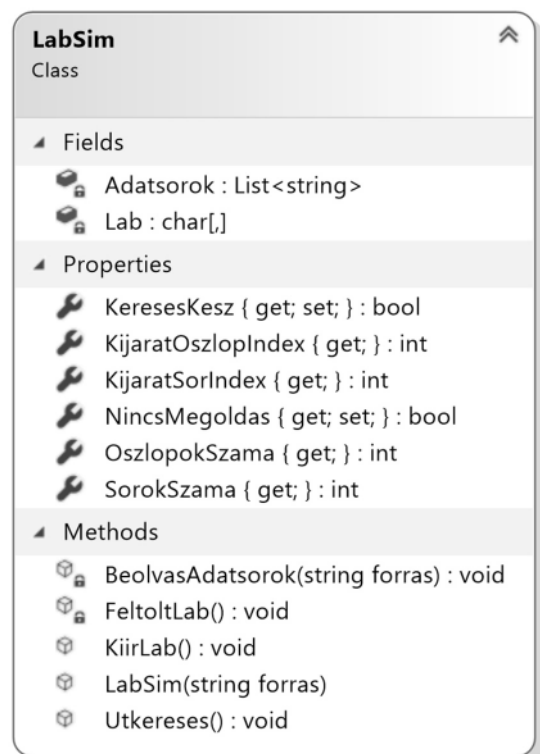 LabSim
Class
Fields
Adatsorok : List<string>
Lab : char[,]
Properties
KeresesKesz { get; set; } : bool
KijaratOszlopIndex { get; } : int
KijaratSorIndex { get; } : int
NincsMegoldas { get; set; } : bool
OszlopokSzama { get; } : int
SorokSzama { get; } : int
Methods
BeolvasAdatsorok(string forras) : void
FeltoltLab() : void
KiirLab() : void
LabSim(string forras)
Utkereses() : void